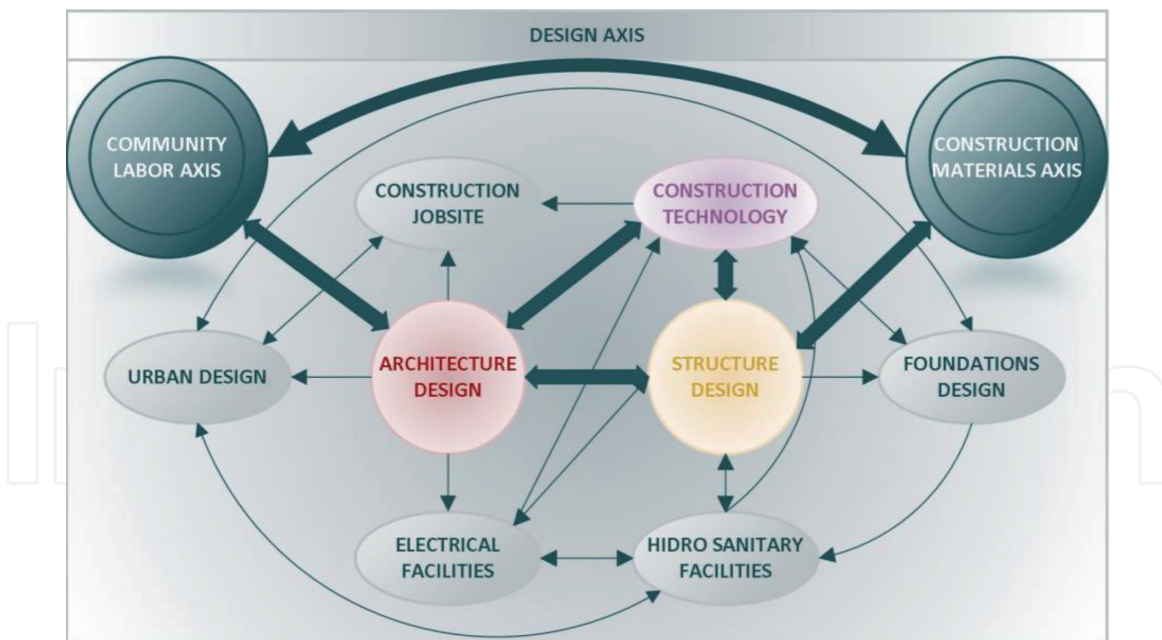 DESIGN AXIS
COMMUNITY
LABOR AXIS
CONSTRUCTION
MATERIALS AXIS
CONSTRUCTION
JOBSITE
CONSTRUCTION
TECHNOLOGY
URBAN DESIGN
ARCHITECTURE
DESIGN
STRUCTURE
DESIGN
FOUNDATIONS
DESIGN
ELECTRICAL
FACILITIES
HIDRO SANITARY
FACILITIES